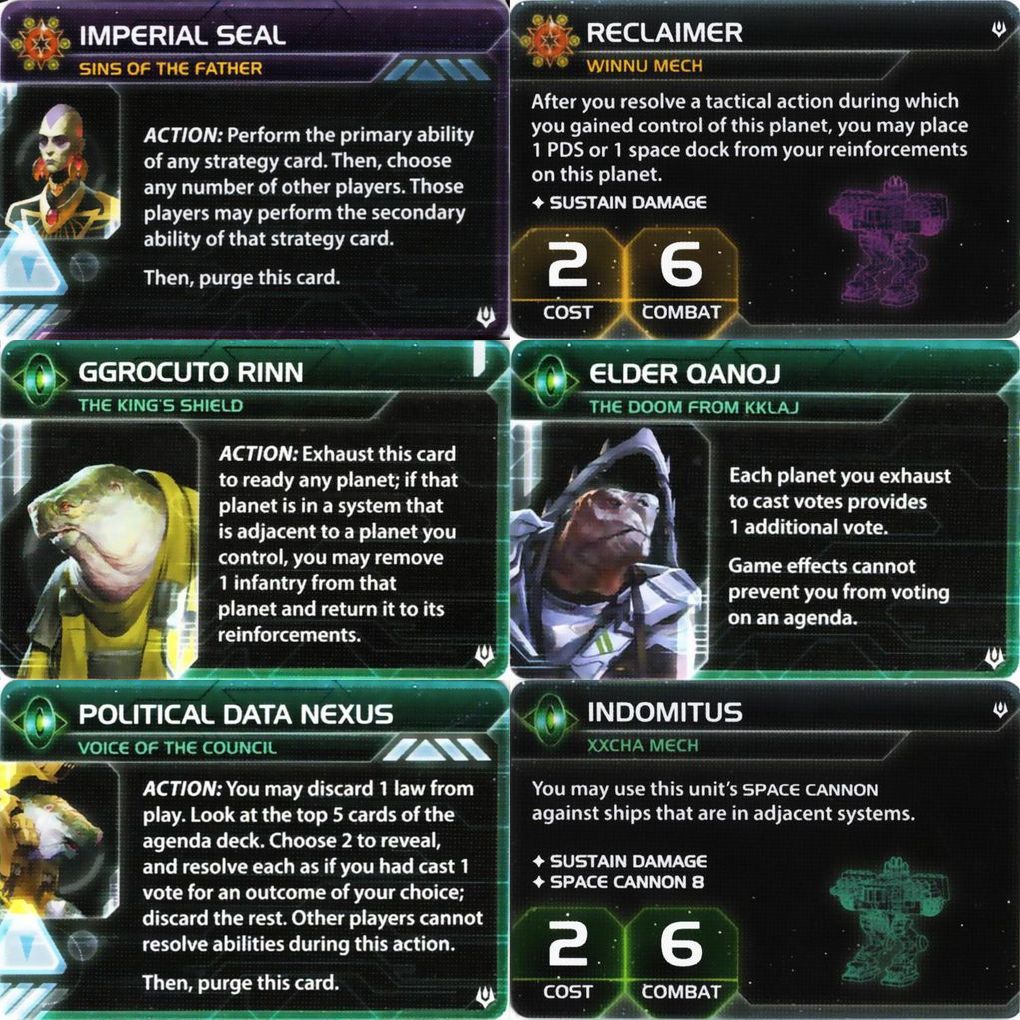 IMPERIAL SEAL
SINS OF THE FATHER
ACTION: Perform the primary ability
of any strategy card. Then, choose
any number of other players. Those
players may perform the secondary
ability of that strategy card.
Then, purge this card.
RECLAIMER
WINNU MECH
After you resolve a tactical action during which
you gained control of this planet, you may place
1 PDS or 1 space dock from your reinforcements
on this planet.
✦ SUSTAIN DAMAGE
2 6
COST COMBAT
GGROCUTO RINN
THE KING'S SHIELD
ACTION: Exhaust this card
to ready any planet; if that
planet is in a system that
is adjacent to a planet you
control, you may remove
1 infantry from that
planet and return it to its
reinforcements.
ELDER QANOJ
THE DOOM FROM KKLAJ
Each planet you exhaust
to cast votes provides
1 additional vote.
Game effects cannot
prevent you from voting
on an agenda.
POLITICAL DATA NEXUS
VOICE OF THE COUNCIL
ACTION: You may discard 1 law from
play. Look at the top 5 cards of the
agenda deck. Choose 2 to reveal,
and resolve each as if you had cast 1
vote for an outcome of your choice;
discard the rest. Other players cannot
resolve abilities during this action.
Then, purge this card.
INDOMITUS
XXCHA MECH
You may use this unit's SPACE CANNON
against ships that are in adjacent systems.
✦ SUSTAIN DAMAGE
✦ SPACE CANNON 8
2 6
COST COMBAT